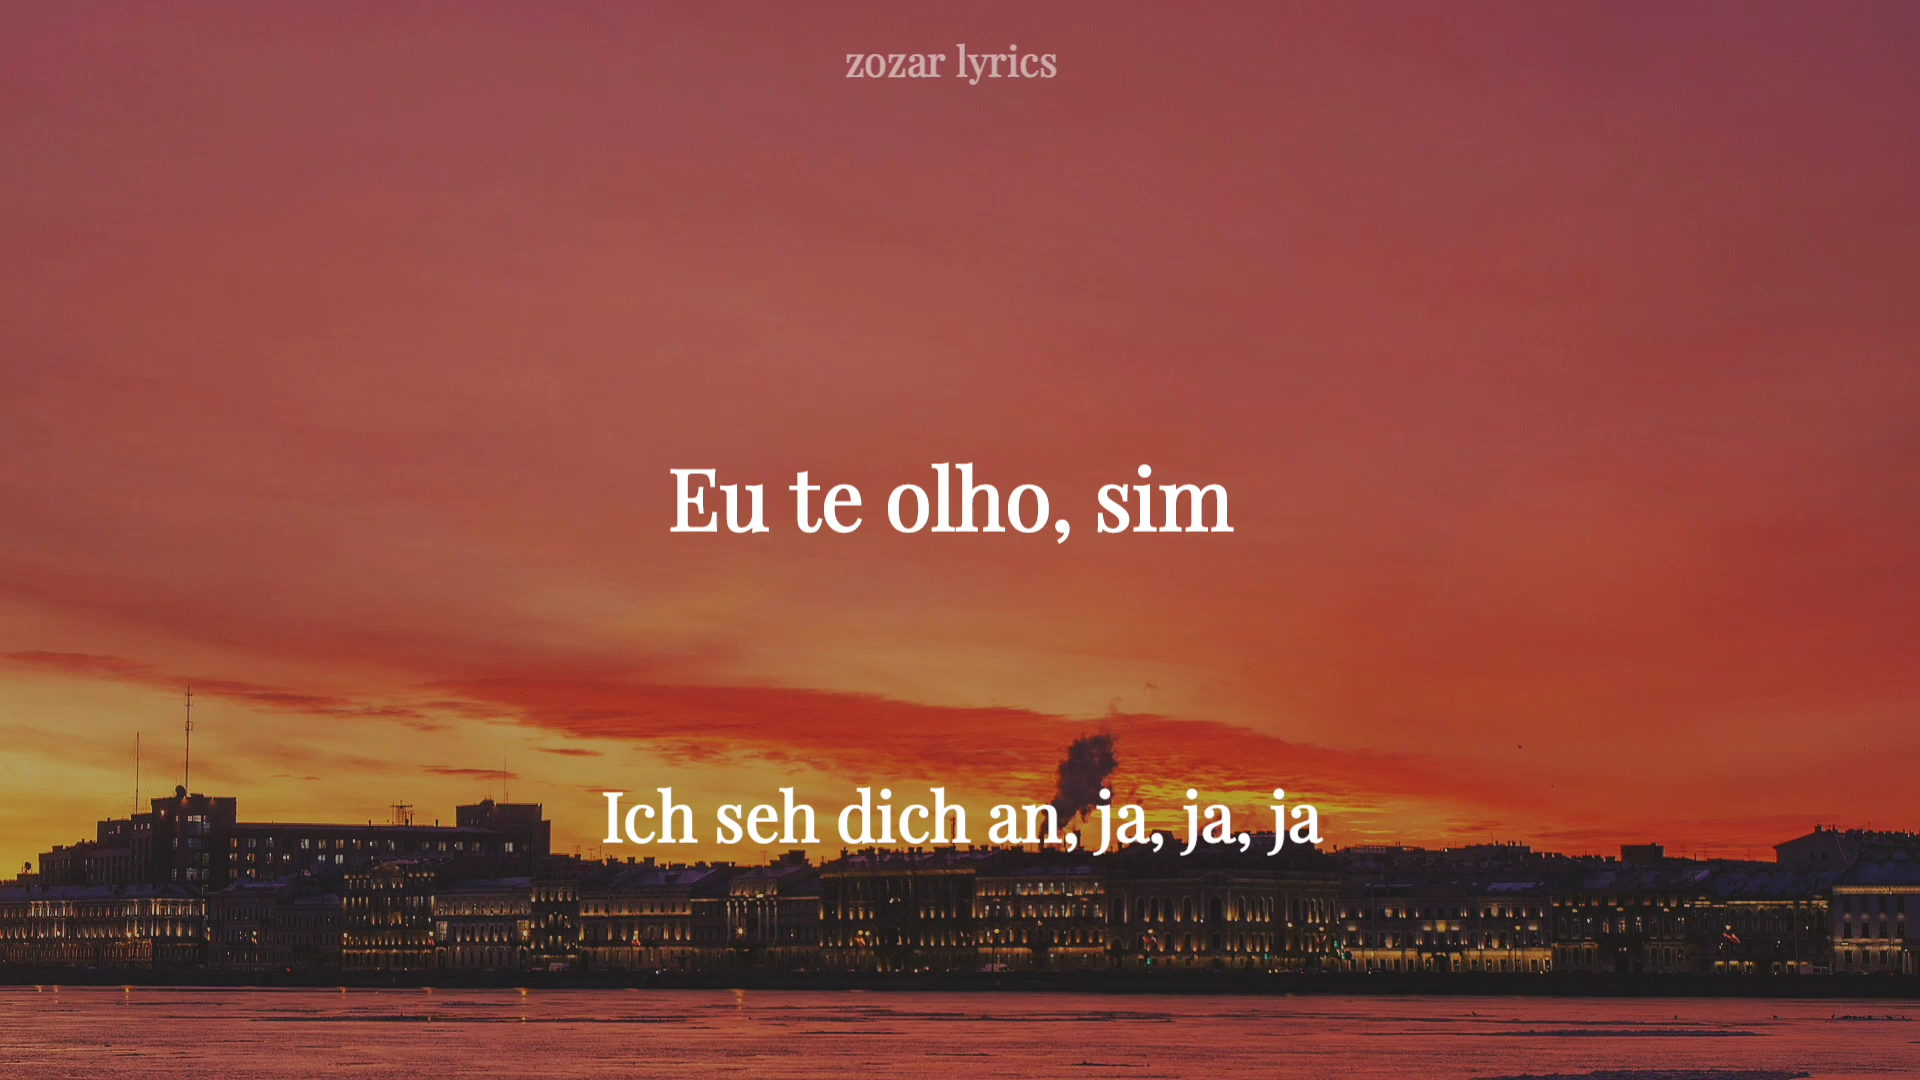 zozar lyrics
Eu te olho, sim
Ich seh dich an, ja, ja, ja